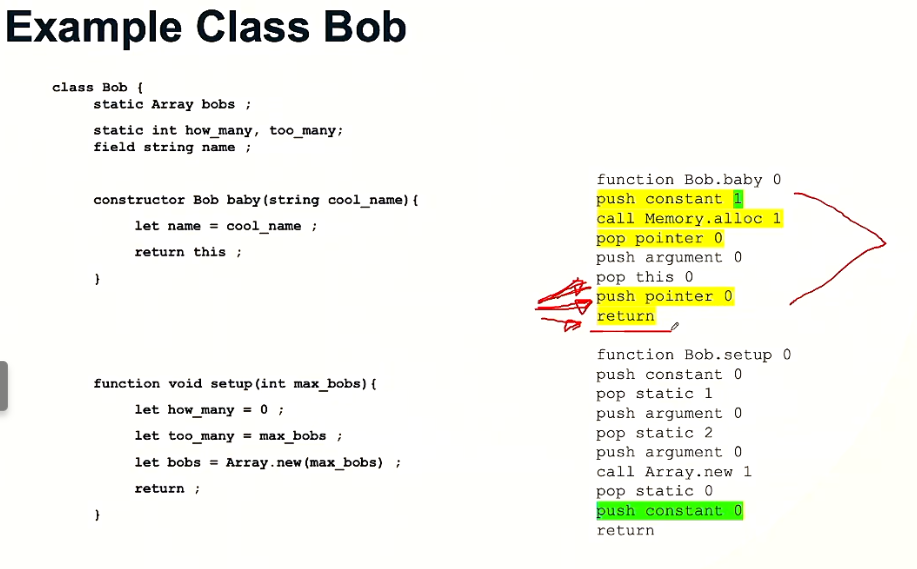 Example Class Bob
class Bob {
static Array bobs ;
static int how_many, too_many;
field string name ;
constructor Bob baby(string cool_name){
let name = cool_name ;
return this ;
}
function void setup(int max_bobs){
let how_many = 0 ;
let too_many = max_bobs ;
let bobs = Array.new(max_bobs) ;
return ;
}
function Bob.baby 0
push constant 1
call Memory.alloc 1
pop pointer 0
push argument 0
pop this 0
push pointer 0
return
function Bob.setup 0
push constant 0
pop static 1
push argument 0
pop static 2
push argument 0
call Array.new 1
pop static 0
push constant 0
return